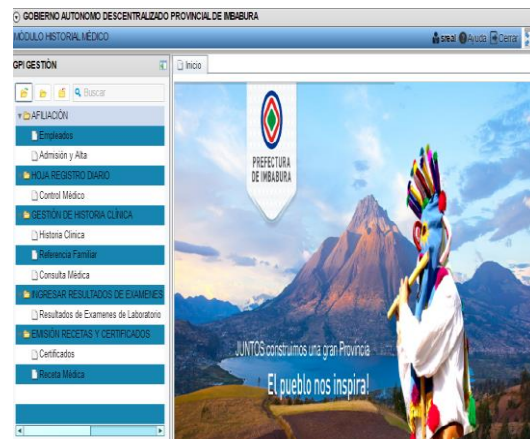 GOBIERNO AUTONOMO DESCENTRALIZADO PROVINCIAL DE IMBABURA
MÓDULO HISTORIAL MÉDICO
sreal Ayuda Cerrar
GPI GESTIÓN
Inicio
Buscar
AFILIACIÓN
Empleados
Admisión y Alta
HOJA REGISTRO DIARIO
Control Médico
GESTIÓN DE HISTORIA CLÍNICA
Historia Clínica
Referencia Familiar
Consulta Médica
INGRESAR RESULTADOS DE EXAMENES
Resultados de Examenes de Laboratorio
EMISIÓN RECETAS Y CERTIFICADOS
Certificados
Receta Médica
PREFECTURA
DE IMBABURA
JUNTOS construimos una gran Provincia
El pueblo nos inspira!